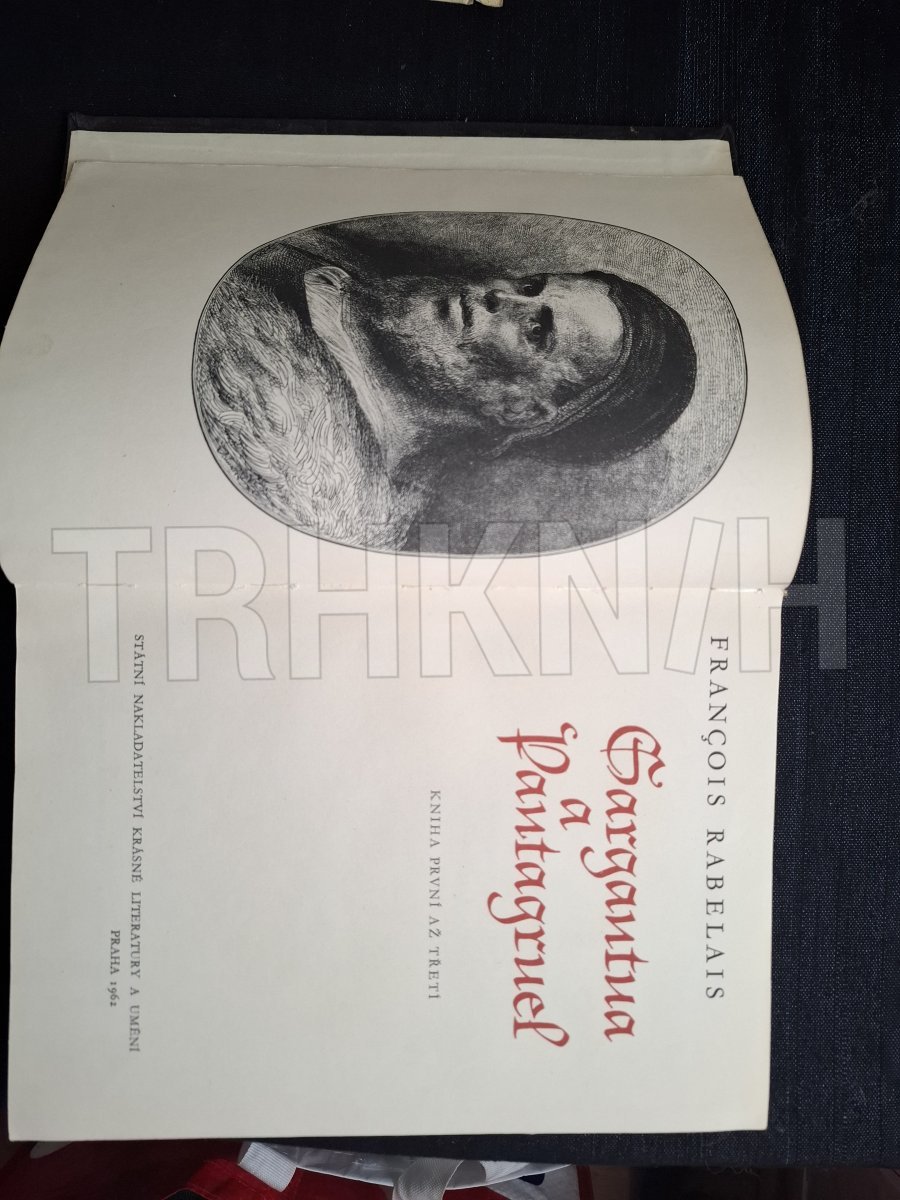 FRANÇOIS RABELAIS
Gargantua
a
Pantagruel
KNIHA PRVNÍ AŽ TŘETÍ
STÁTNÍ NAKLADATELSTVÍ KRÁSNÉ LITERATURY A UMĚNÍ
PRAHA 1962
TRHKNIH